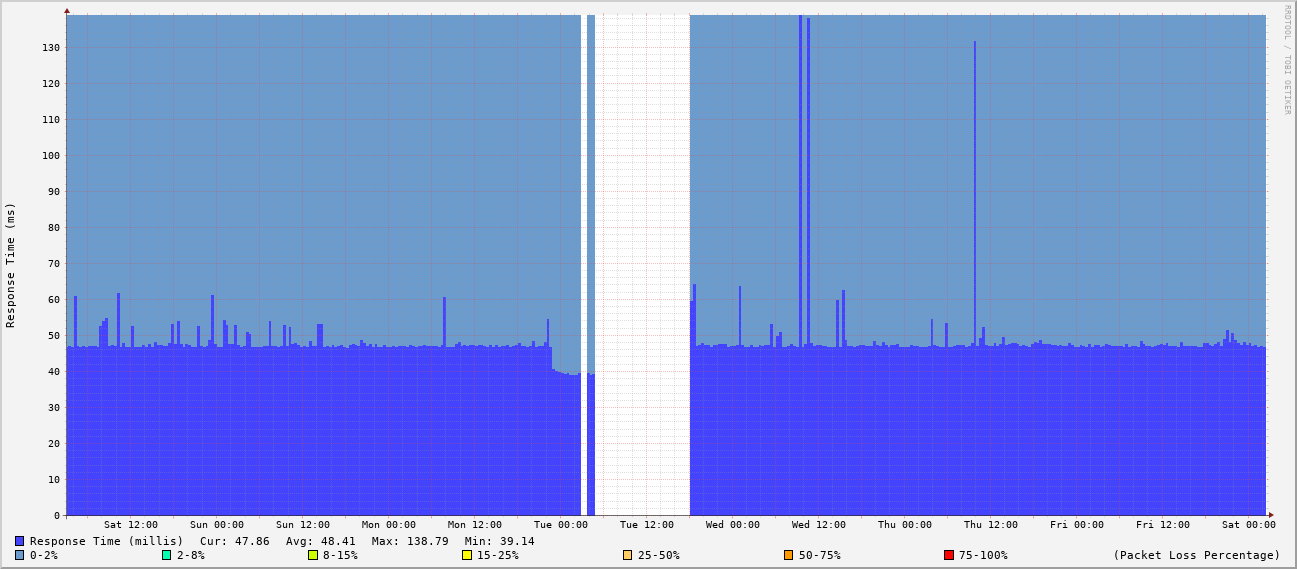 RRDTOOL / TOBI OETIKER
Response Time (ms)
130
120
110
100
90
80
70
60
50
40
30
20
10
0
Sat 12:00 Sun 00:00 Sun 12:00 Mon 00:00 Mon 12:00 Tue 00:00 Tue 12:00 Wed 00:00 Wed 12:00 Thu 00:00 Thu 12:00 Fri 00:00 Fri 12:00 Sat 00:00
Response Time (millis) Cur: 47.86 Avg: 48.41 Max: 138.79 Min: 39.14
0-2% 2-8% 8-15% 15-25% 25-50% 50-75% 75-100% (Packet Loss Percentage)